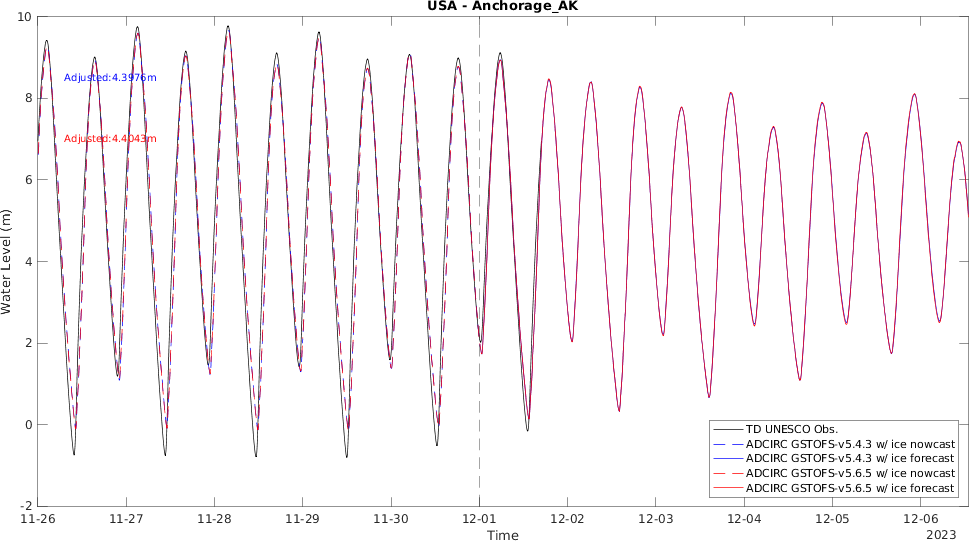 USA - Anchorage_AK
10
8
6
4
2
0
-2
Water Level (m)
Adjusted:4.3976m
Adjusted:4.4043m
TD UNESCO Obs.
ADCIRC GSTOFS-v5.4.3 w/ ice nowcast
ADCIRC GSTOFS-v5.4.3 w/ ice forecast
ADCIRC GSTOFS-v5.6.5 w/ ice nowcast
ADCIRC GSTOFS-v5.6.5 w/ ice forecast
11-26 11-27 11-28 11-29 11-30 12-01 12-02 12-03 12-04 12-05 12-06
Time
2023